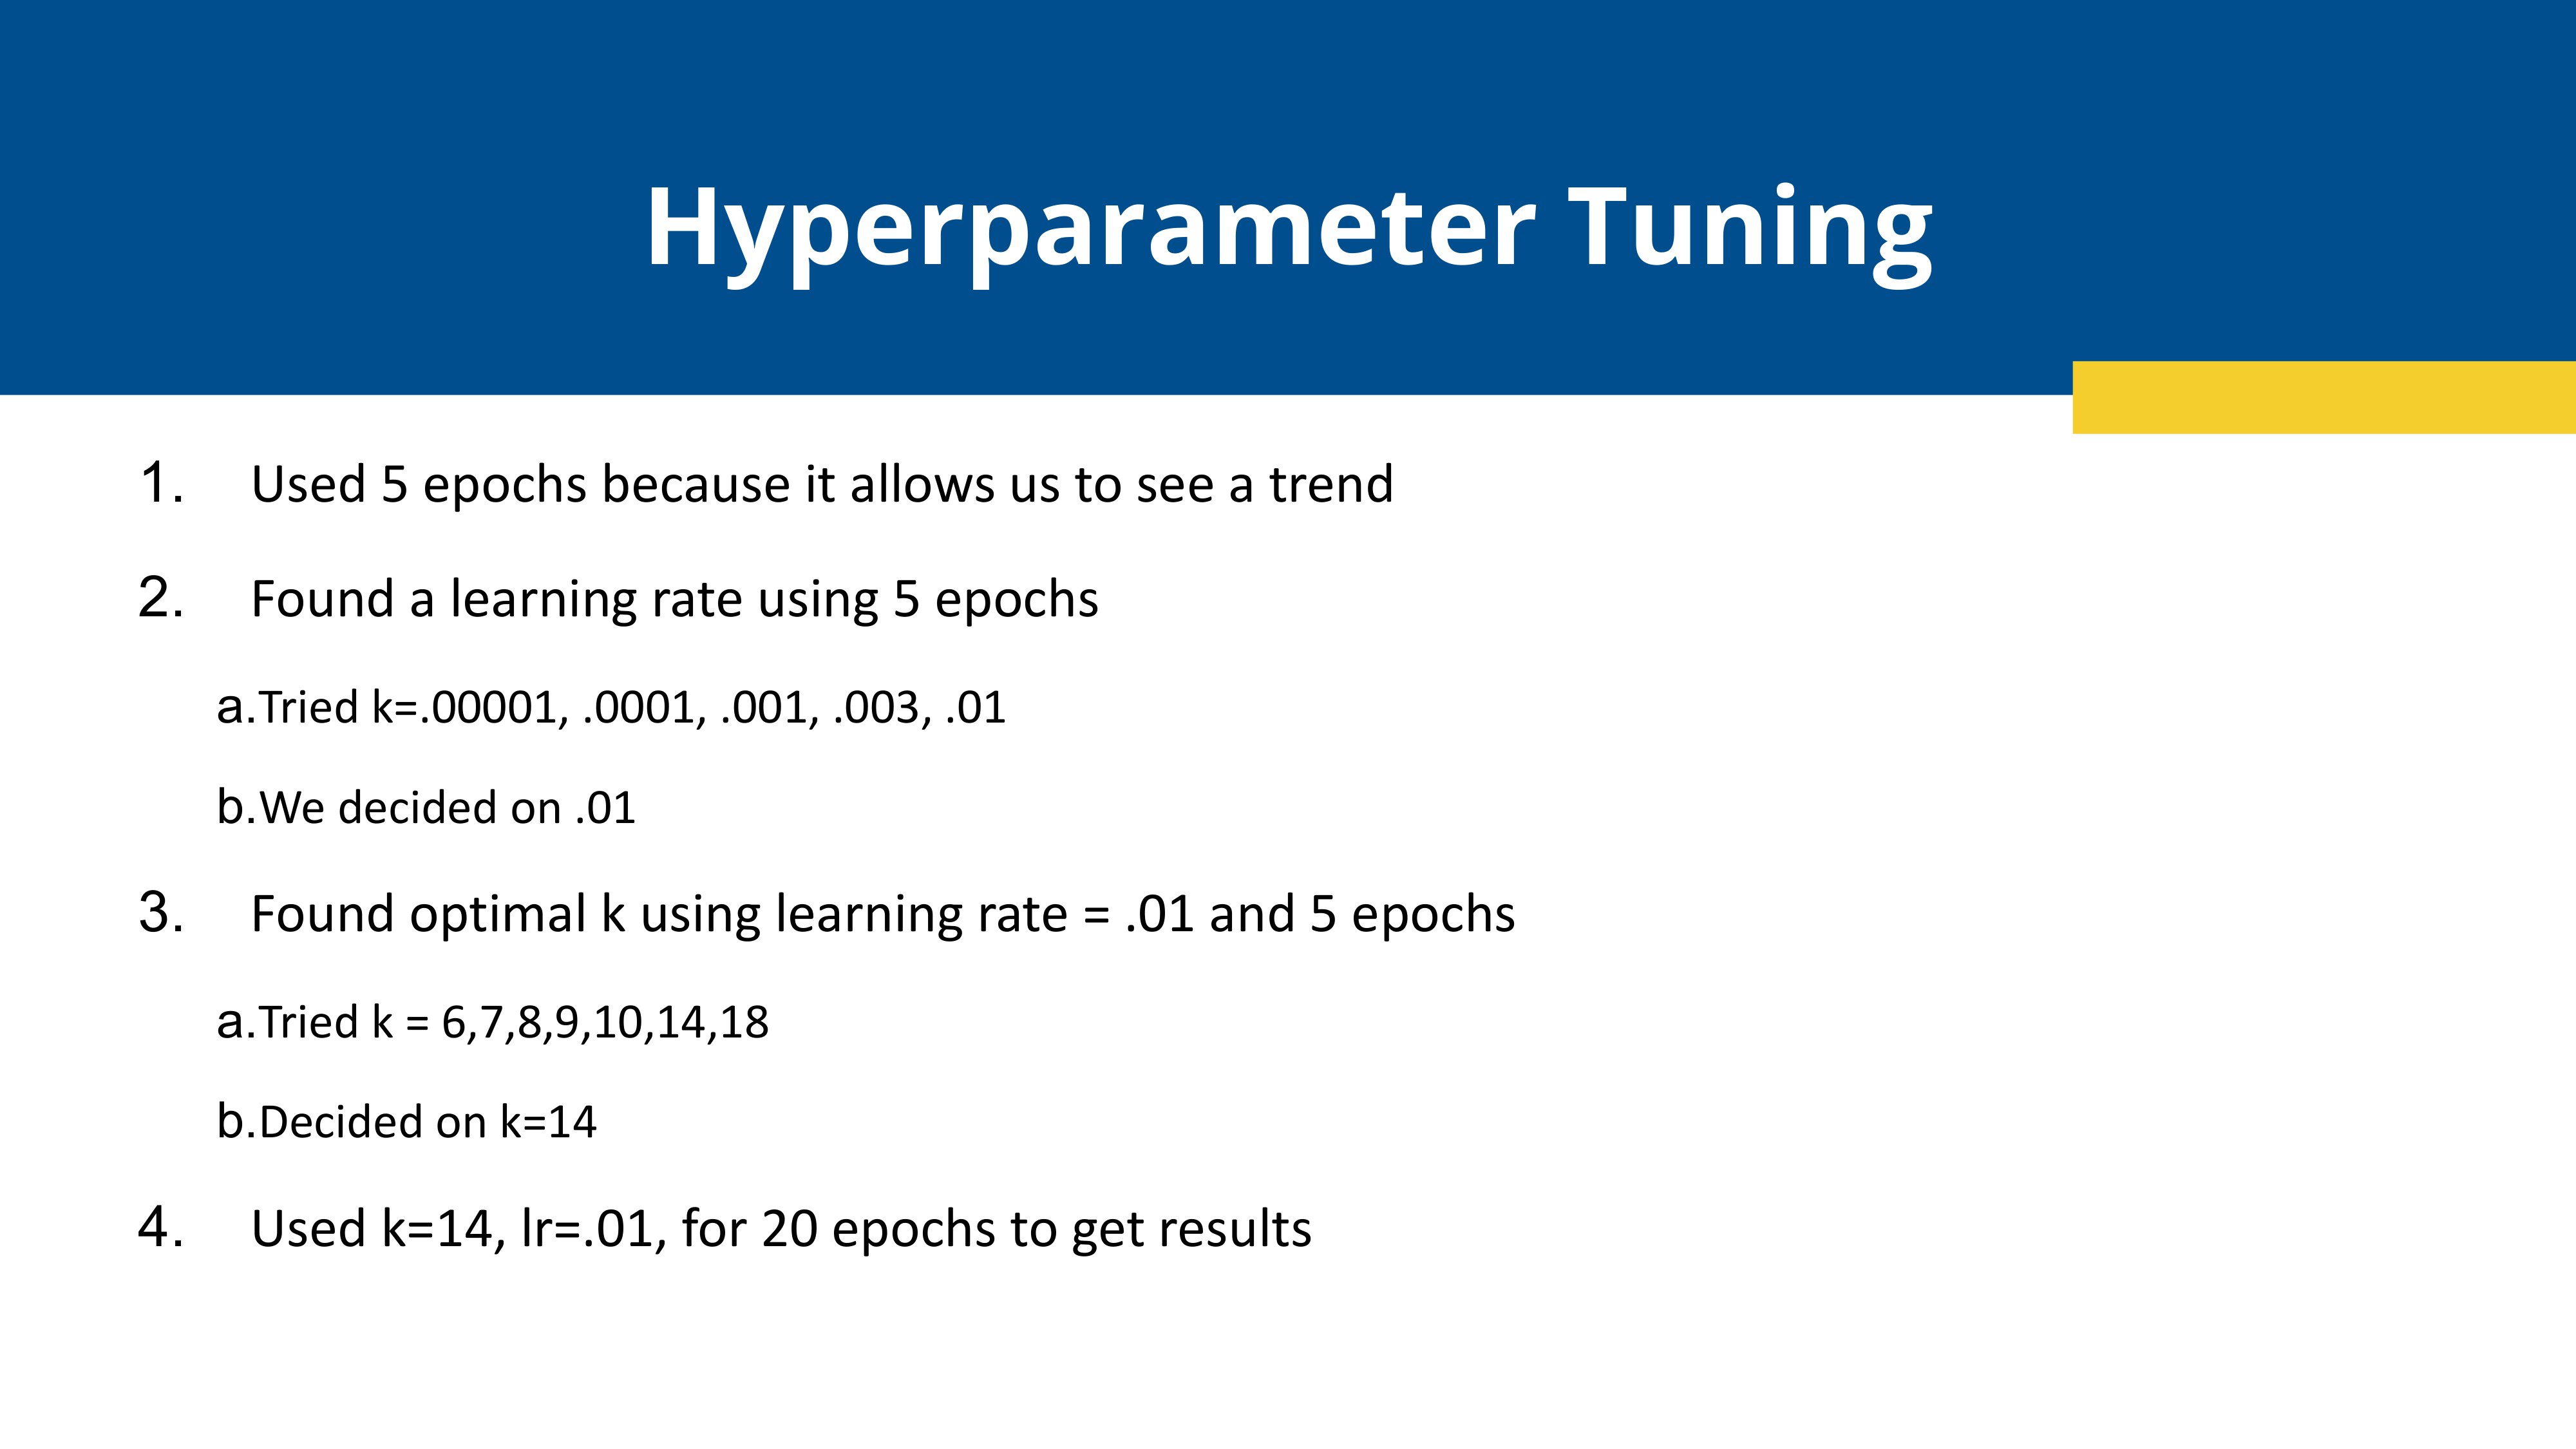 Hyperparameter Tuning
1. Used 5 epochs because it allows us to see a trend
2. Found a learning rate using 5 epochs
a.Tried k=.00001, .0001, .001, .003, .01
b.We decided on .01
3. Found optimal k using learning rate = .01 and 5 epochs
a.Tried k = 6,7,8,9,10,14,18
b.Decided on k=14
4. Used k=14, lr=.01, for 20 epochs to get results